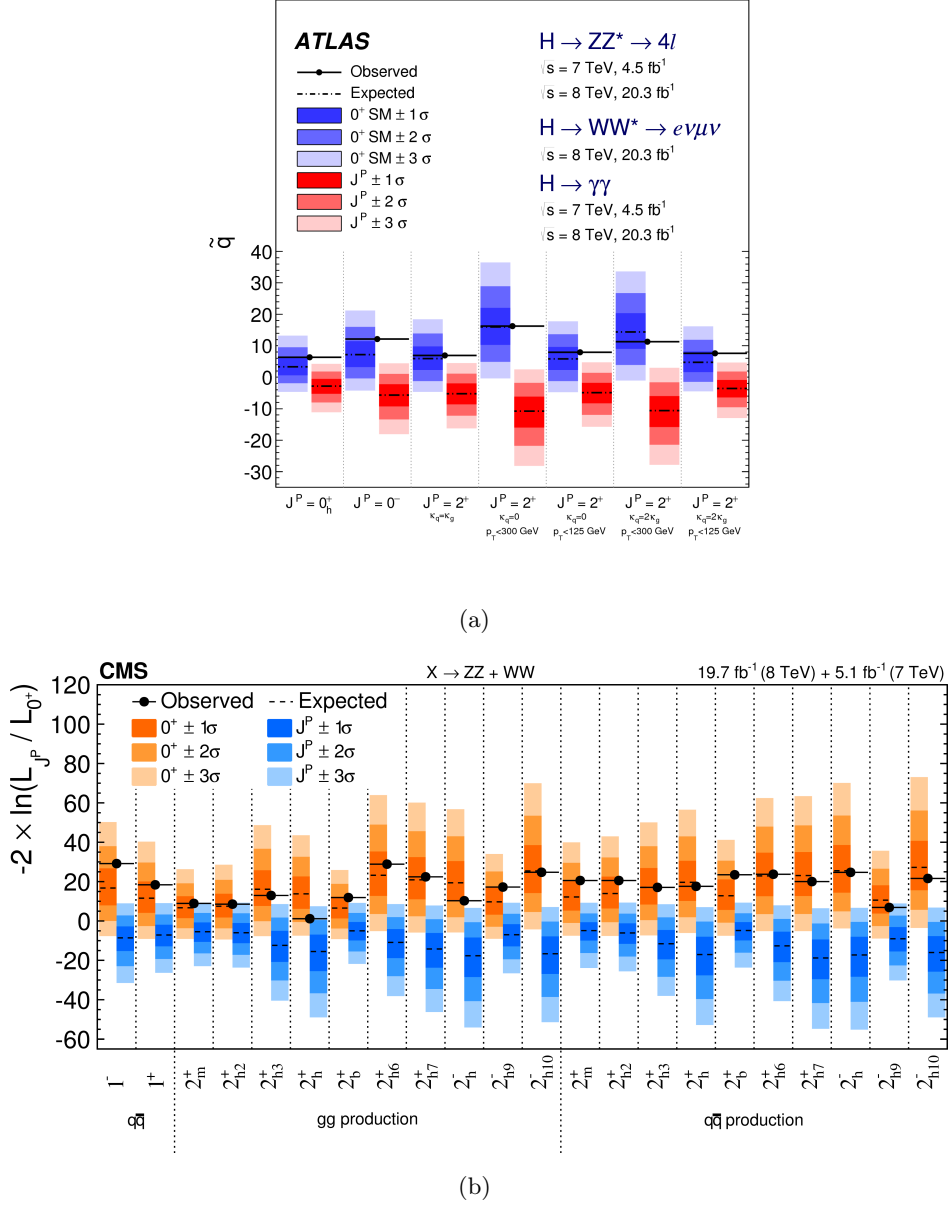 ATLAS
Observed
Expected
0⁺ SM ± 1 σ
0⁺ SM ± 2 σ
0⁺ SM ± 3 σ
Jᴾ ± 1 σ
Jᴾ ± 2 σ
Jᴾ ± 3 σ
H → ZZ* → 4l
√s = 7 TeV, 4.5 fb⁻¹
√s = 8 TeV, 20.3 fb⁻¹
H → WW* → eνμν
√s = 8 TeV, 20.3 fb⁻¹
H → γγ
√s = 7 TeV, 4.5 fb⁻¹
√s = 8 TeV, 20.3 fb⁻¹
q̃
40
30
20
10
0
-10
-20
-30
Jᴾ = 0⁺ₕ
Jᴾ = 0⁻
Jᴾ = 2⁺
κq=κg
Jᴾ = 2⁺
κq=0
pT<300 GeV
Jᴾ = 2⁺
κq=0
pT<125 GeV
Jᴾ = 2⁺
κq=2κg
pT<300 GeV
Jᴾ = 2⁺
κq=2κg
pT<125 GeV
(a)
CMS X → ZZ + WW 19.7 fb⁻¹ (8 TeV) + 5.1 fb⁻¹ (7 TeV)
-2 × ln(L_Jᴾ / L_0⁺)
120
100
80
60
40
20
0
-20
-40
-60
Observed Expected
0⁺ ± 1σ Jᴾ ± 1σ
0⁺ ± 2σ Jᴾ ± 2σ
0⁺ ± 3σ Jᴾ ± 3σ
1⁻ 1⁺ 2⁺m 2⁺h2 2⁺h3 2⁺h 2⁺b 2⁺h6 2⁺h7 2⁻h 2⁻h9 2⁻h10 2⁺m 2⁺h2 2⁺h3 2⁺h 2⁺b 2⁺h6 2⁺h7 2⁻h 2⁻h9 2⁻h10
qq̄ gg production qq̄ production
(b)